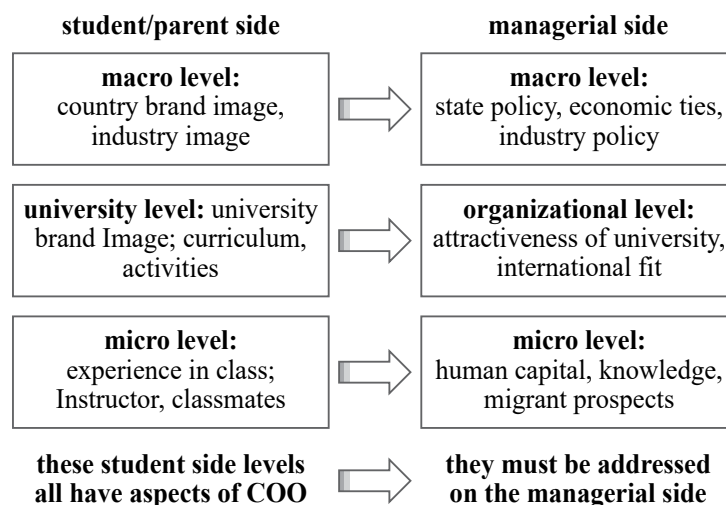 student/parent side
managerial side
macro level:
country brand image,
industry image
macro level:
state policy, economic ties,
industry policy
university level: university
brand Image; curriculum,
activities
organizational level:
attractiveness of university,
international fit
micro level:
experience in class;
Instructor, classmates
micro level:
human capital, knowledge,
migrant prospects
these student side levels
all have aspects of COO
they must be addressed
on the managerial side